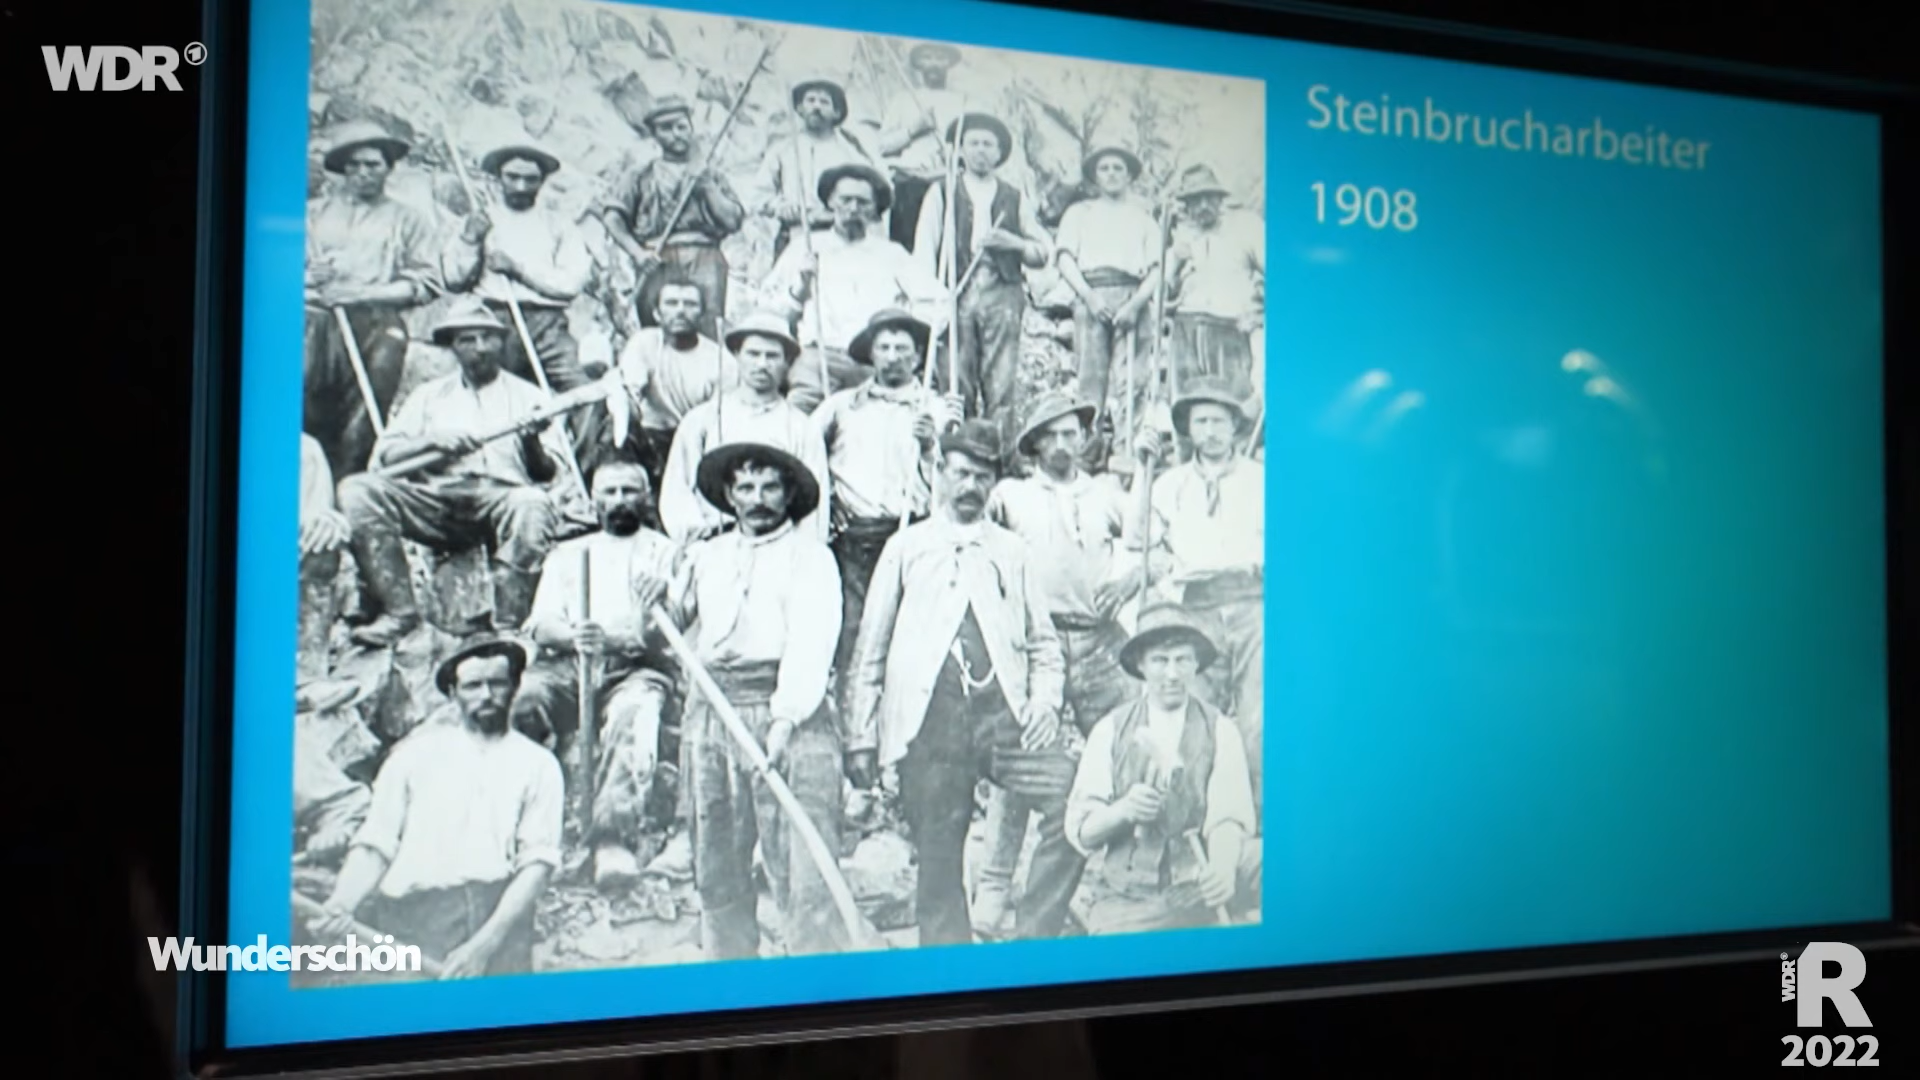 WDR
Steinbrucharbeiter
1908
Wunderschön
WDR R
2022